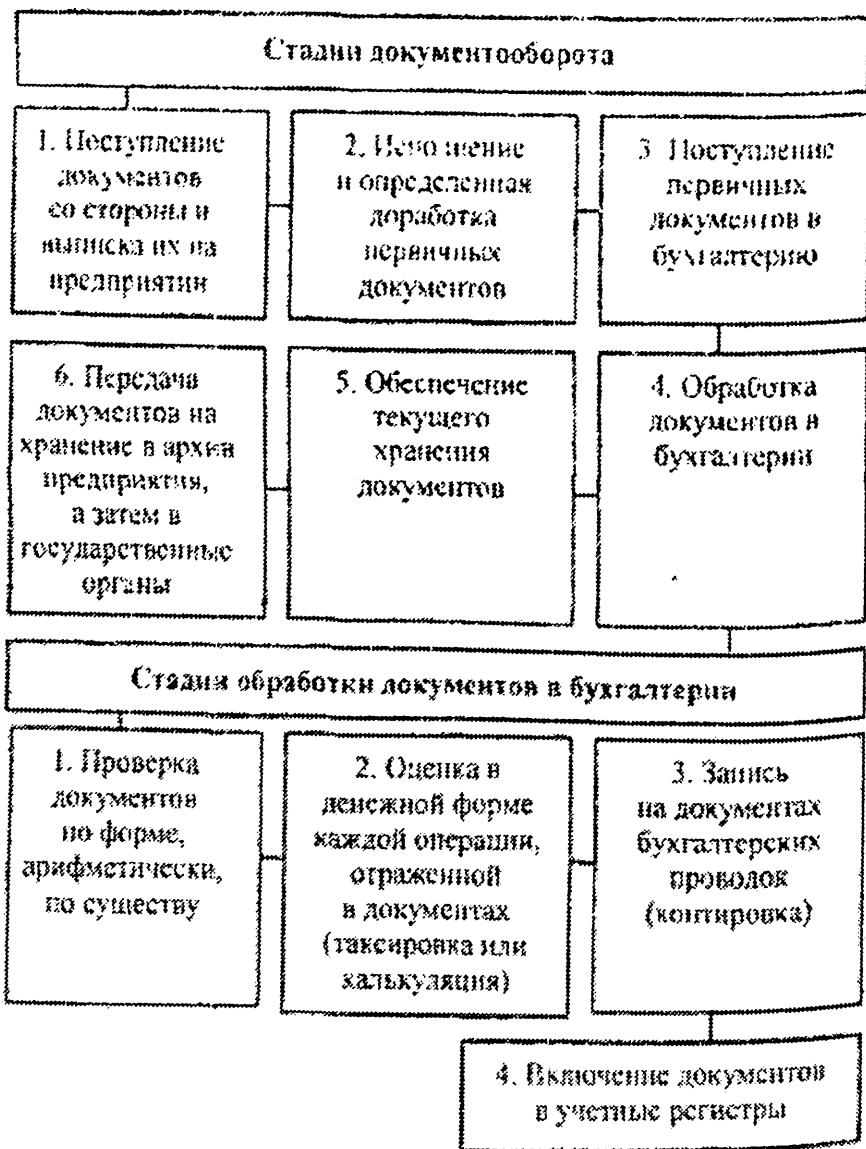 Стадии документооборота
1. Поступление
документов
со стороны и
выписка их на
предприятии
2. Исполнение
и определенная
доработка
первичных
документов
3. Поступление
первичных
документов в
бухгалтерию
4. Обработка
документов в
бухгалтерии
5. Обеспечение
текущего
хранения
документов
6. Передача
документов на
хранение в архив
предприятия,
а затем в
государственные
органы
Стадии обработки документов в бухгалтерии
1. Проверка
документов
по форме,
арифметически,
по существу
2. Оценка в
денежной форме
каждой операции,
отраженной
в документах
(таксировка или
калькуляция)
3. Запись
на документах
бухгалтерских
проводок
(контировка)
4. Включение документов
в учетные регистры